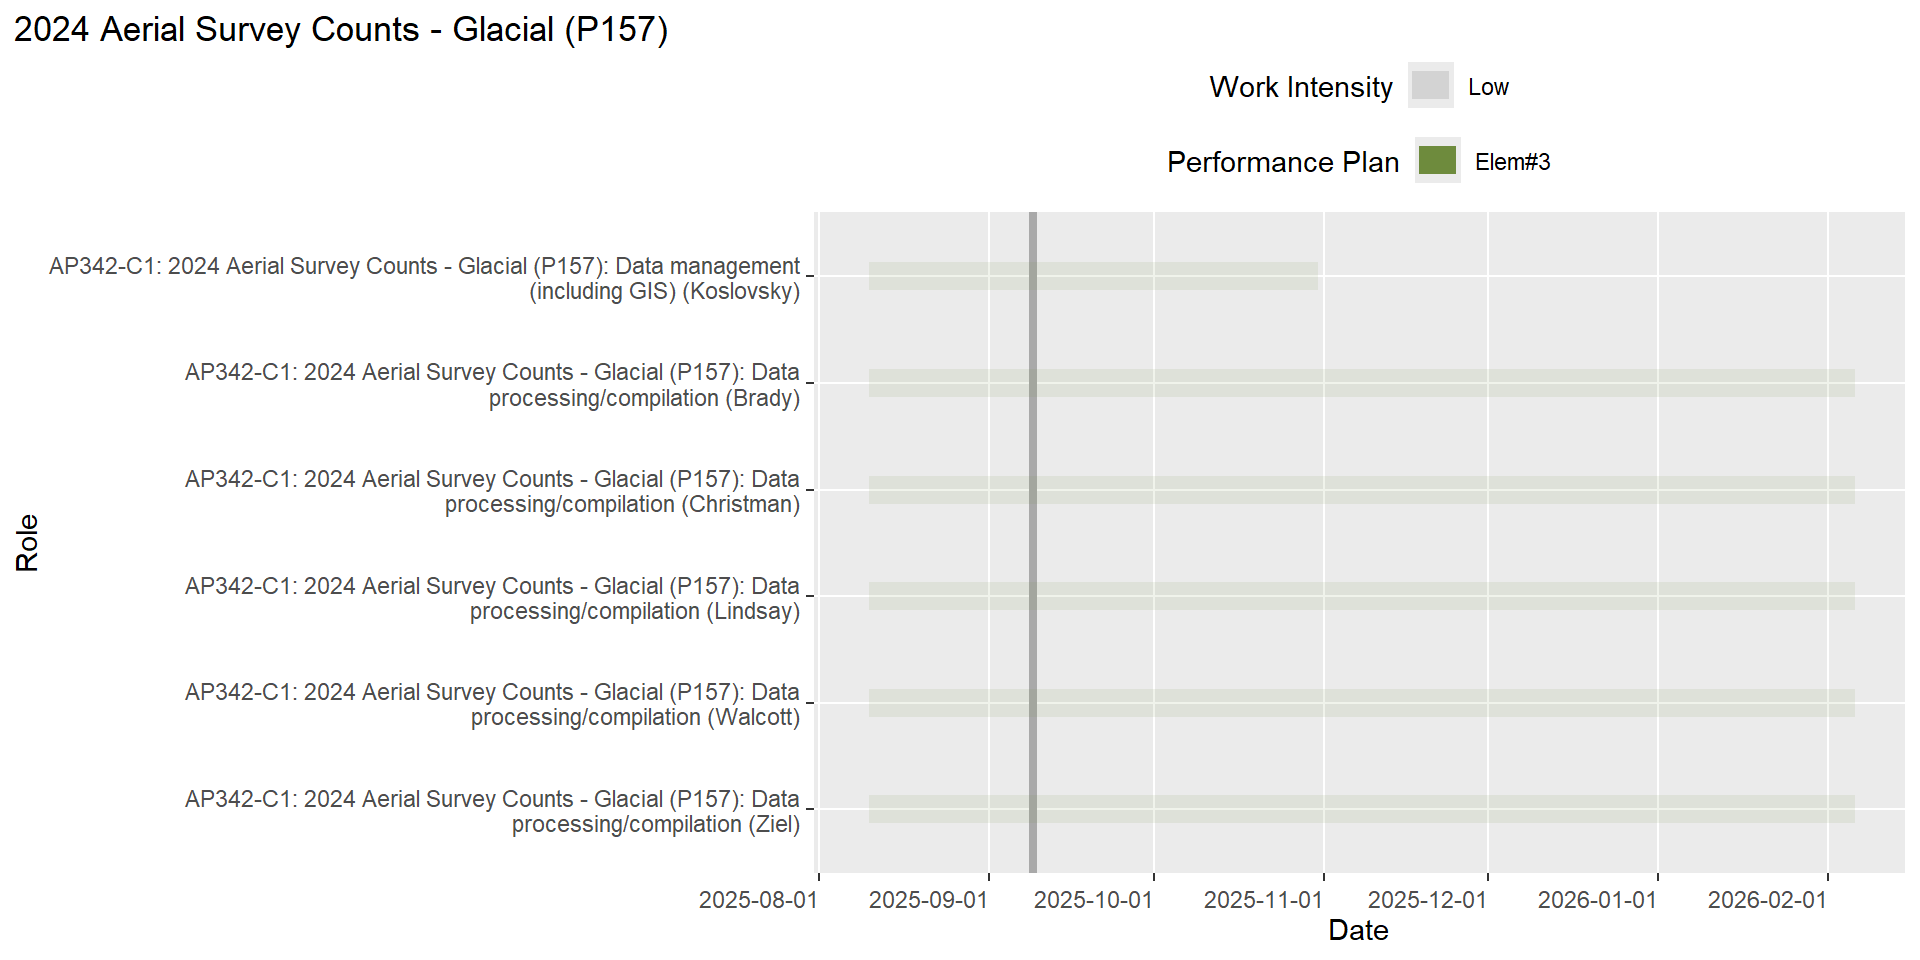 2024 Aerial Survey Counts - Glacial (P157)
Work Intensity
Low
Performance Plan
Elem#3
AP342-C1: 2024 Aerial Survey Counts - Glacial (P157): Data management
(including GIS) (Koslovsky)
AP342-C1: 2024 Aerial Survey Counts - Glacial (P157): Data
processing/compilation (Brady)
AP342-C1: 2024 Aerial Survey Counts - Glacial (P157): Data
processing/compilation (Christman)
AP342-C1: 2024 Aerial Survey Counts - Glacial (P157): Data
processing/compilation (Lindsay)
AP342-C1: 2024 Aerial Survey Counts - Glacial (P157): Data
processing/compilation (Walcott)
AP342-C1: 2024 Aerial Survey Counts - Glacial (P157): Data
processing/compilation (Ziel)
Role
2025-08-01
2025-09-01
2025-10-01
2025-11-01
2025-12-01
2026-01-01
2026-02-01
Date